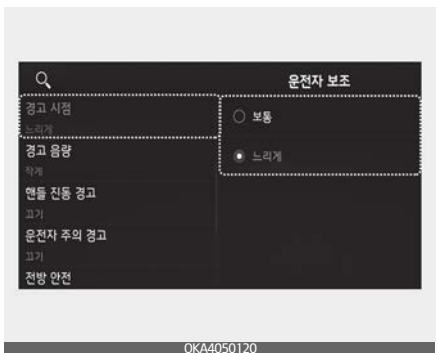 운전자 보조
경고 시점
느리게
경고 음량
작게
핸들 진동 경고
끄기
운전자 주의 경고
끄기
전방 안전
보통
느리게
OKA4050120